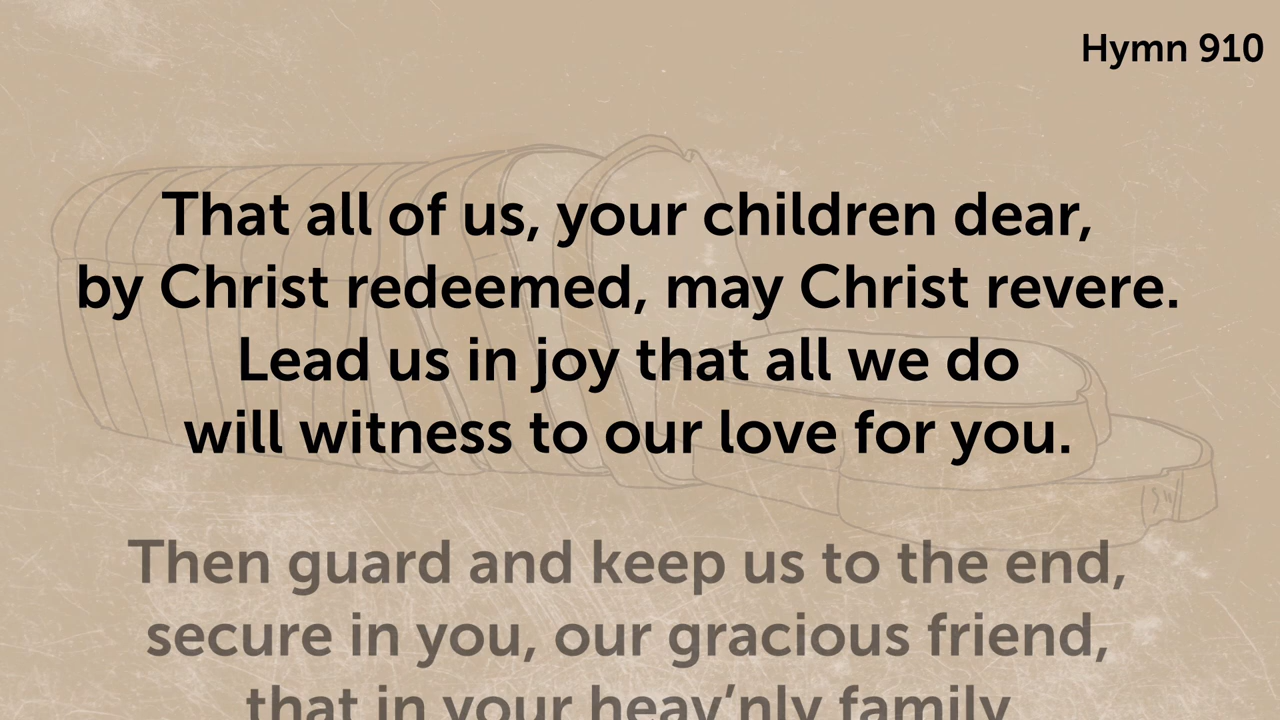 Hymn 910
That all of us, your children dear,
by Christ redeemed, may Christ revere.
Lead us in joy that all we do
will witness to our love for you.
Then guard and keep us to the end,
secure in you, our gracious friend,
that in your heav’nly family